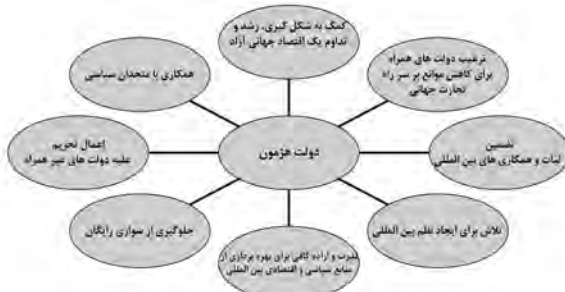 کمک به شکل گیری، رشد و
تداوم یک اقتصاد جهانی آزاد
ترغیب دولت های همراه
برای کاهش موانع بر سر راه
تجارت جهانی
تضمین
ثبات و همکاری های بین المللی
تلاش برای ایجاد نظم بین المللی
قدرت و اراده کافی برای بهره برداری از
منابع سیاسی و اقتصادی بین المللی
جلوگیری از سواری رایگان
اعمال تحریم
علیه دولت های غیر همراه
همکاری با متحدان سیاسی
دولت هژمون